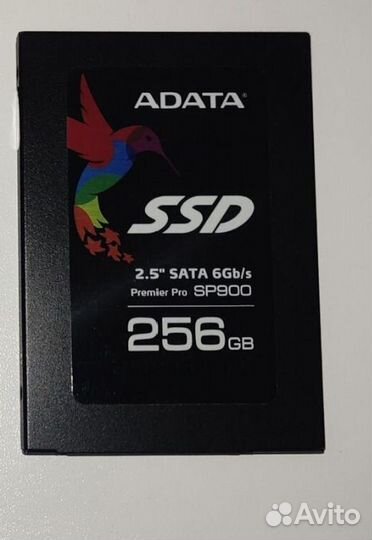 ADATA®
SSD
2.5" SATA 6Gb/s
Premier Pro SP900
256GB
Avito